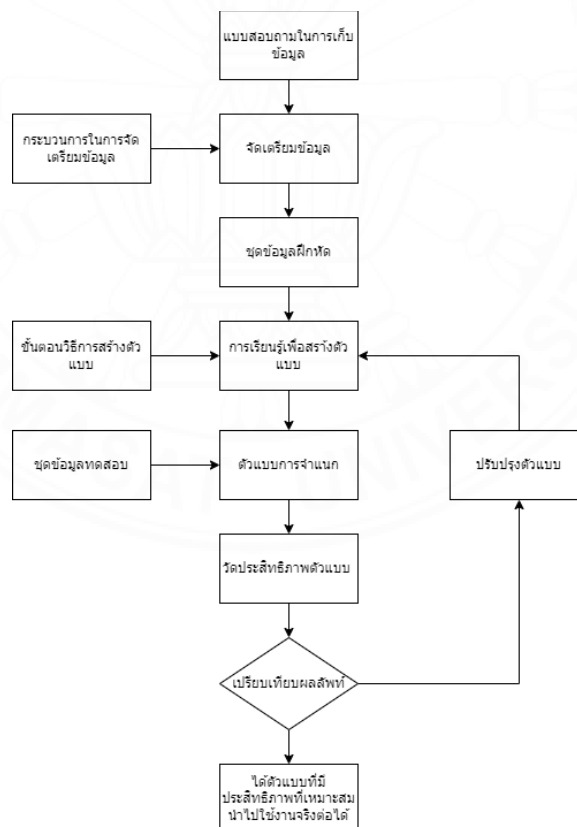 แบบสอบถามในการเก็บ
ข้อมูล
กระบวนการในการจัด
เตรียมข้อมูล
จัดเตรียมข้อมูล
ชุดข้อมูลฝึกหัด
ขั้นตอนวิธีการสร้างตัว
แบบ
การเรียนรู้เพื่อสร้างตัว
แบบ
ชุดข้อมูลทดสอบ
ตัวแบบการจำแนก
ปรับปรุงตัวแบบ
วัดประสิทธิภาพตัวแบบ
เปรียบเทียบผลลัพท์
ได้ตัวแบบที่มี
ประสิทธิภาพที่เหมาะสม
นำไปใช้งานจริงต่อได้